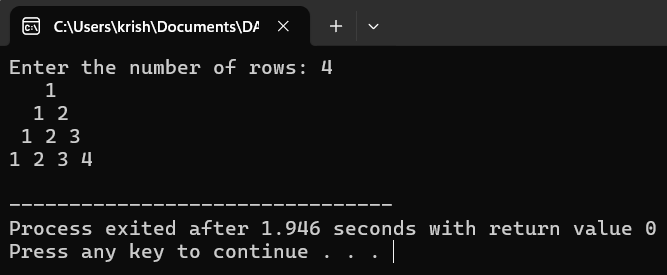 C:\Users\krish\Documents\DA
Enter the number of rows: 4
   1
  1 2
 1 2 3
1 2 3 4
--------------------------------
Process exited after 1.946 seconds with return value 0
Press any key to continue . . .